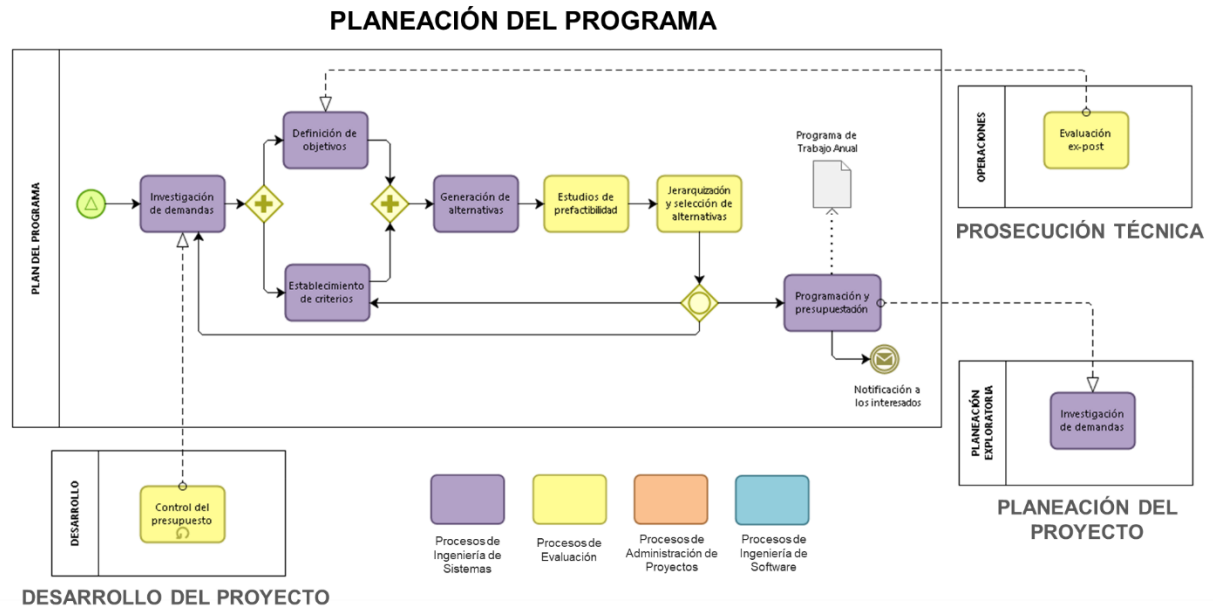 PLANEACIÓN DEL PROGRAMA
PLAN DEL PROGRAMA
Investigación
de demandas
Definición de
objetivos
Establecimiento
de criterios
Generación de
alternativas
Estudios de
prefactibilidad
Jerarquización
y selección de
alternativas
Programa de
Trabajo Anual
Programación y
presupuestación
Notificación a
los interesados
OPERACIONES
Evaluación
ex-post
PROSECUCIÓN TÉCNICA
PLANEACIÓN
EXPLORATORIA
Investigación
de demandas
PLANEACIÓN DEL
PROYECTO
DESARROLLO
Control del
presupuesto
DESARROLLO DEL PROYECTO
Procesos de
Ingeniería de
Sistemas
Procesos de
Evaluación
Procesos de
Administración de
Proyectos
Procesos de
Ingeniería de
Software